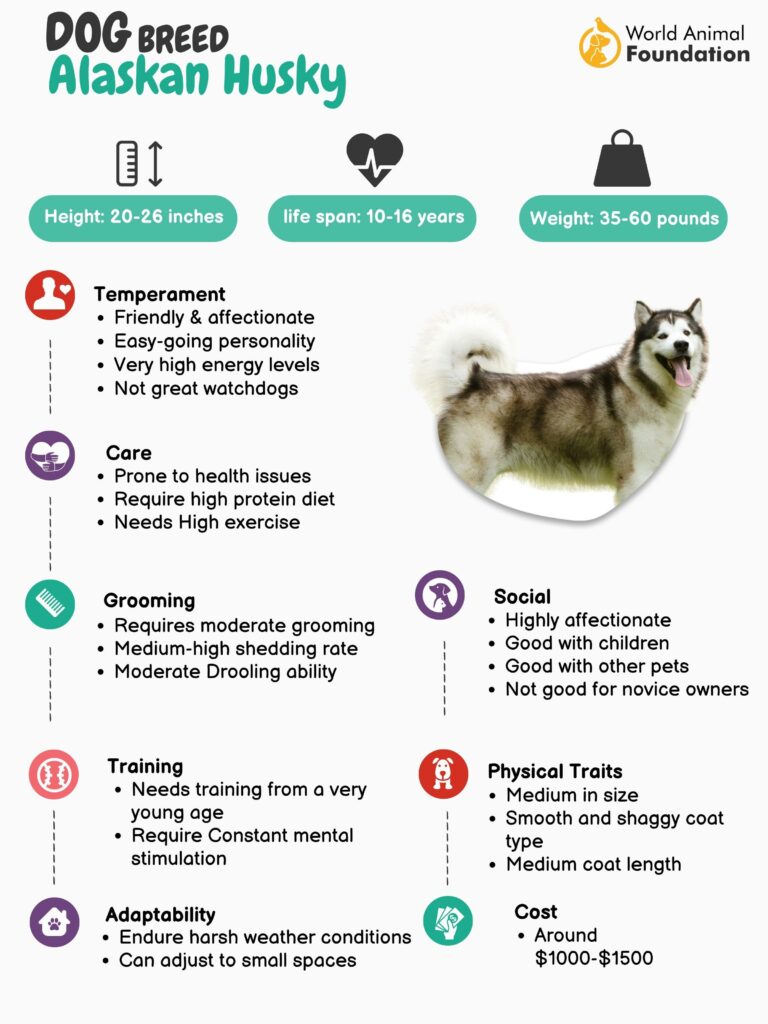 DOG BREED
Alaskan Husky
World Animal
Foundation
Height: 20-26 inches
life span: 10-16 years
Weight: 35-60 pounds
Temperament
• Friendly & affectionate
• Easy-going personality
• Very high energy levels
• Not great watchdogs
Care
• Prone to health issues
• Require high protein diet
• Needs High exercise
Grooming
• Requires moderate grooming
• Medium-high shedding rate
• Moderate Drooling ability
Social
• Highly affectionate
• Good with children
• Good with other pets
• Not good for novice owners
Training
• Needs training from a very
young age
• Require Constant mental
stimulation
Physical Traits
• Medium in size
• Smooth and shaggy coat
type
• Medium coat length
Adaptability
• Endure harsh weather conditions
• Can adjust to small spaces
Cost
• Around
$1000-$1500